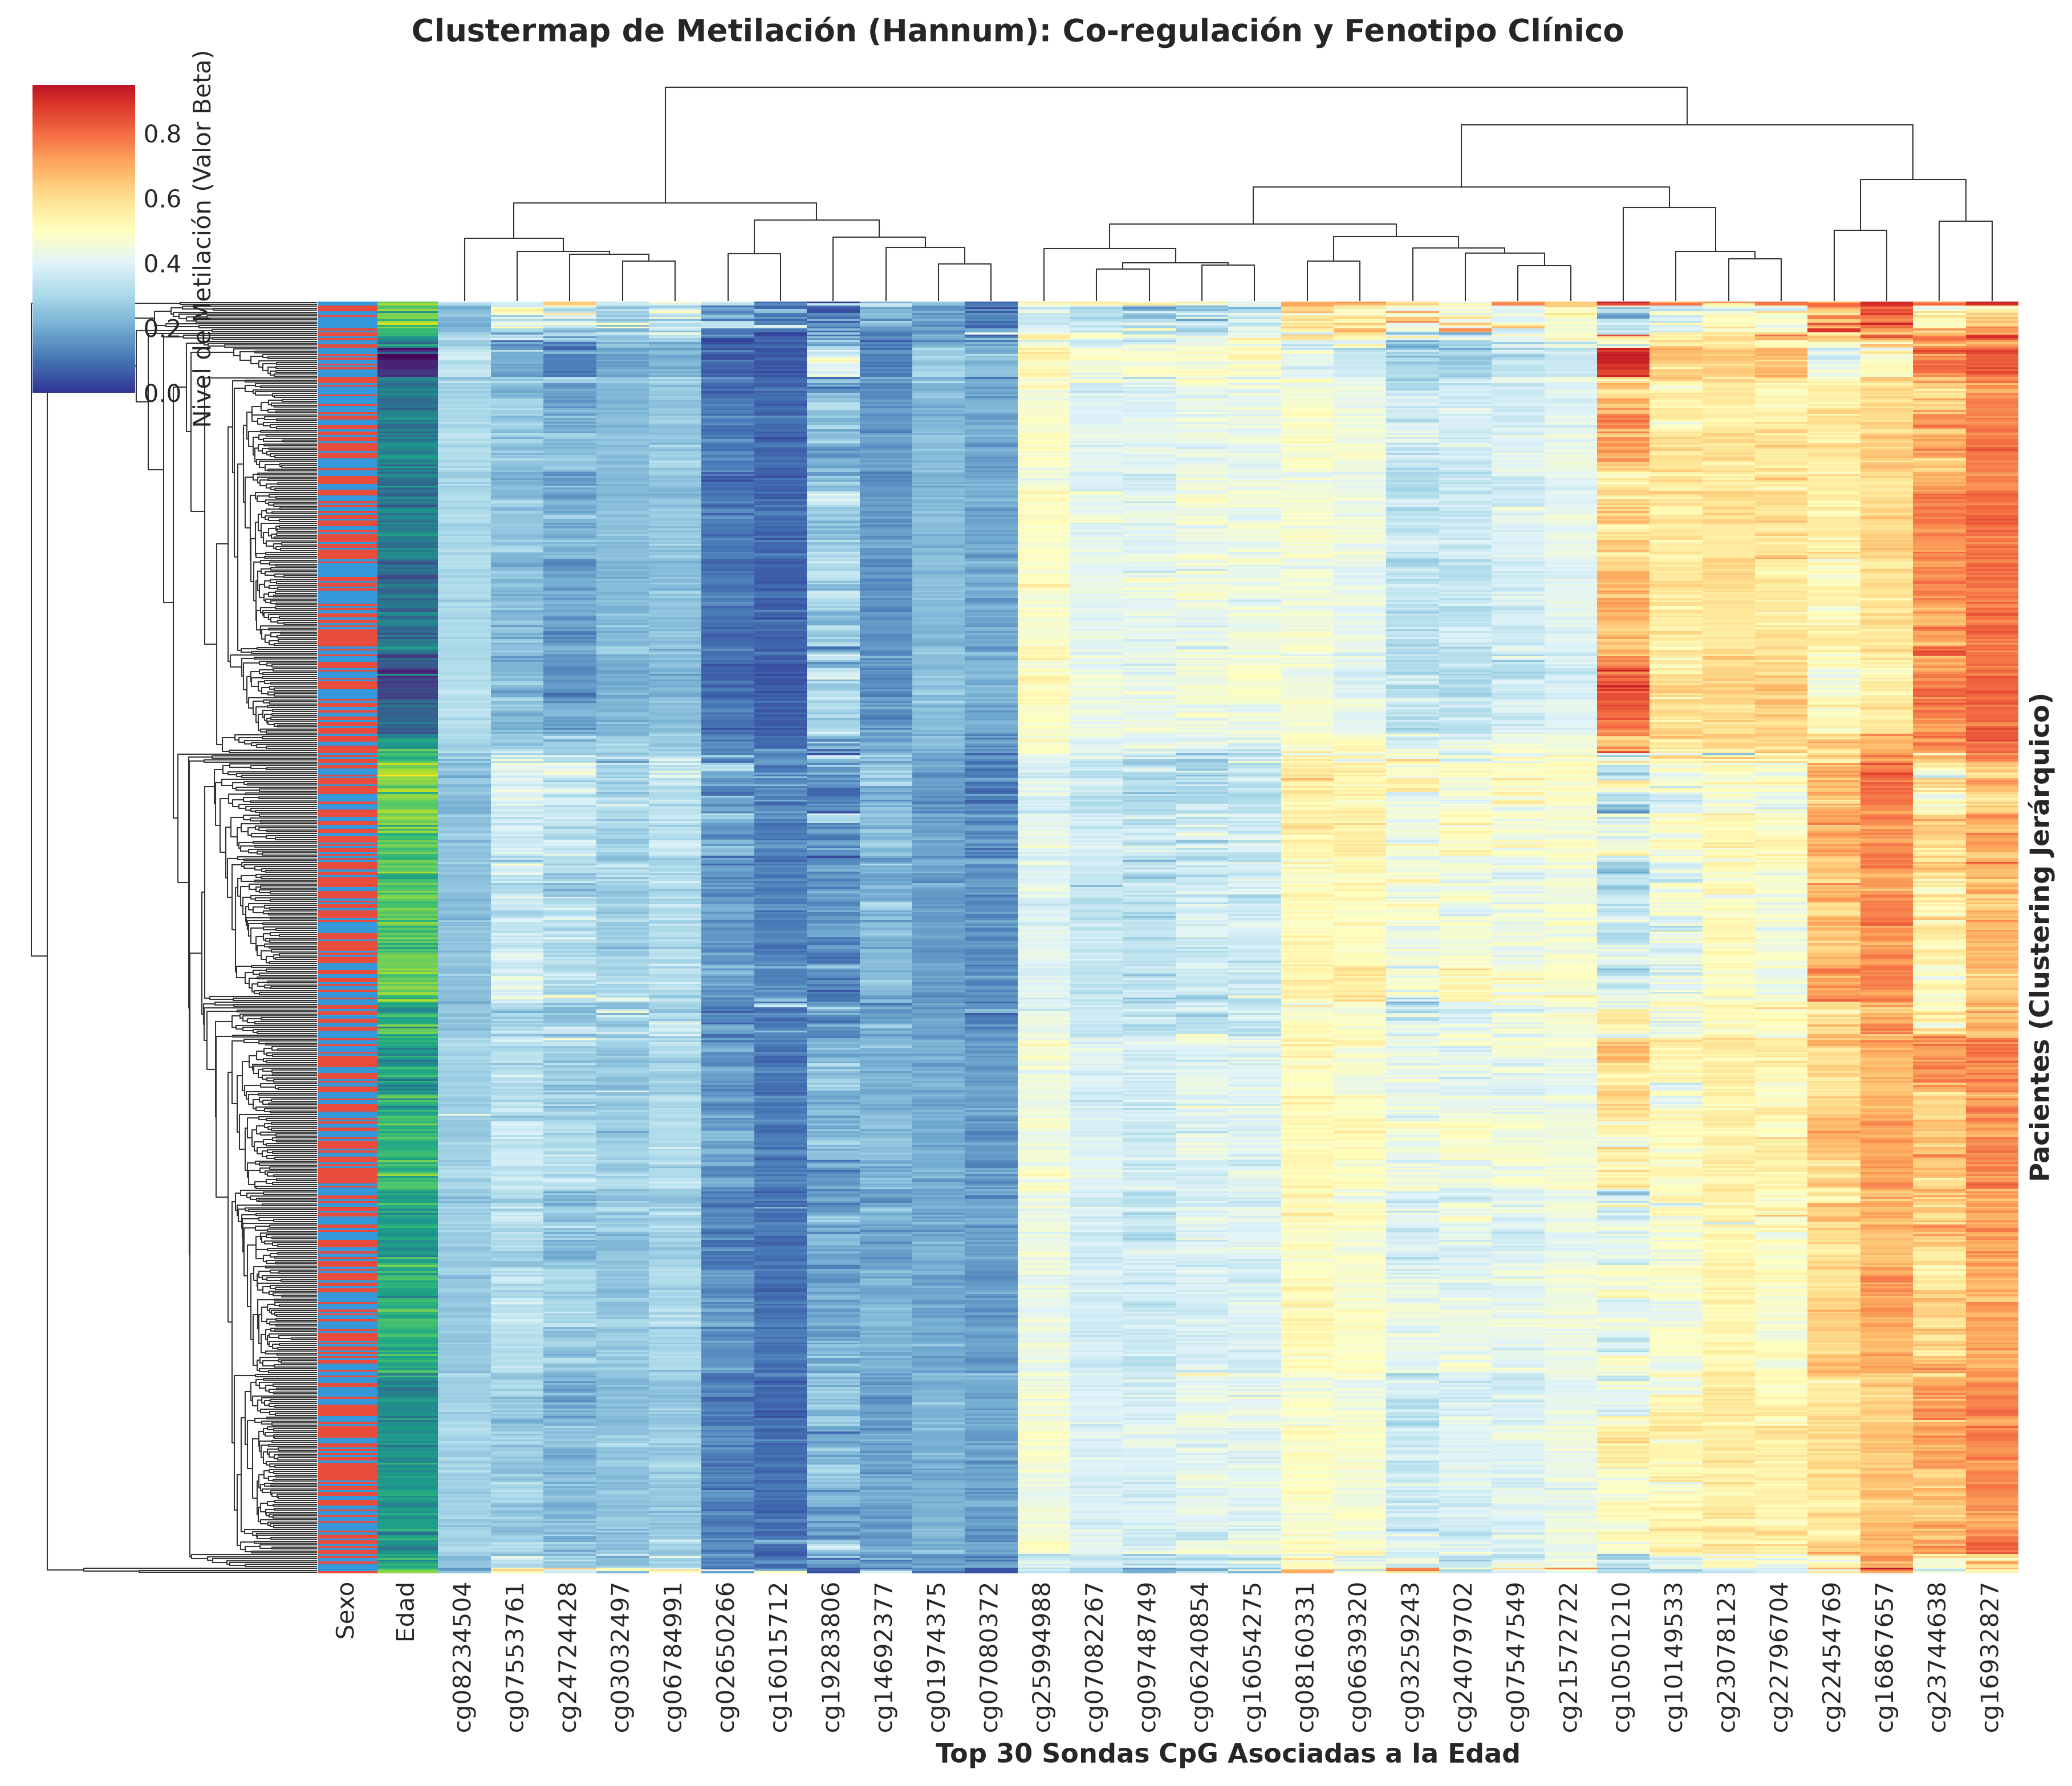 Clustermap de Metilación (Hannum): Co-regulación y Fenotipo Clínico
0.8
0.6
0.4
0.2
0.0
Nivel de Metilación (Valor Beta)
Pacientes (Clustering Jerárquico)
Sexo
Edad
cg08234504
cg07553761
cg24724428
cg03032497
cg06784991
cg02650266
cg16015712
cg19283806
cg14692377
cg01974375
cg07080372
cg25994988
cg07082267
cg09748749
cg06240854
cg16054275
cg08160331
cg06639320
cg03259243
cg24079702
cg07547549
cg21572722
cg10501210
cg10149533
cg23078123
cg22796704
cg22454769
cg16867657
cg23744638
cg16932827
Top 30 Sondas CpG Asociadas a la Edad